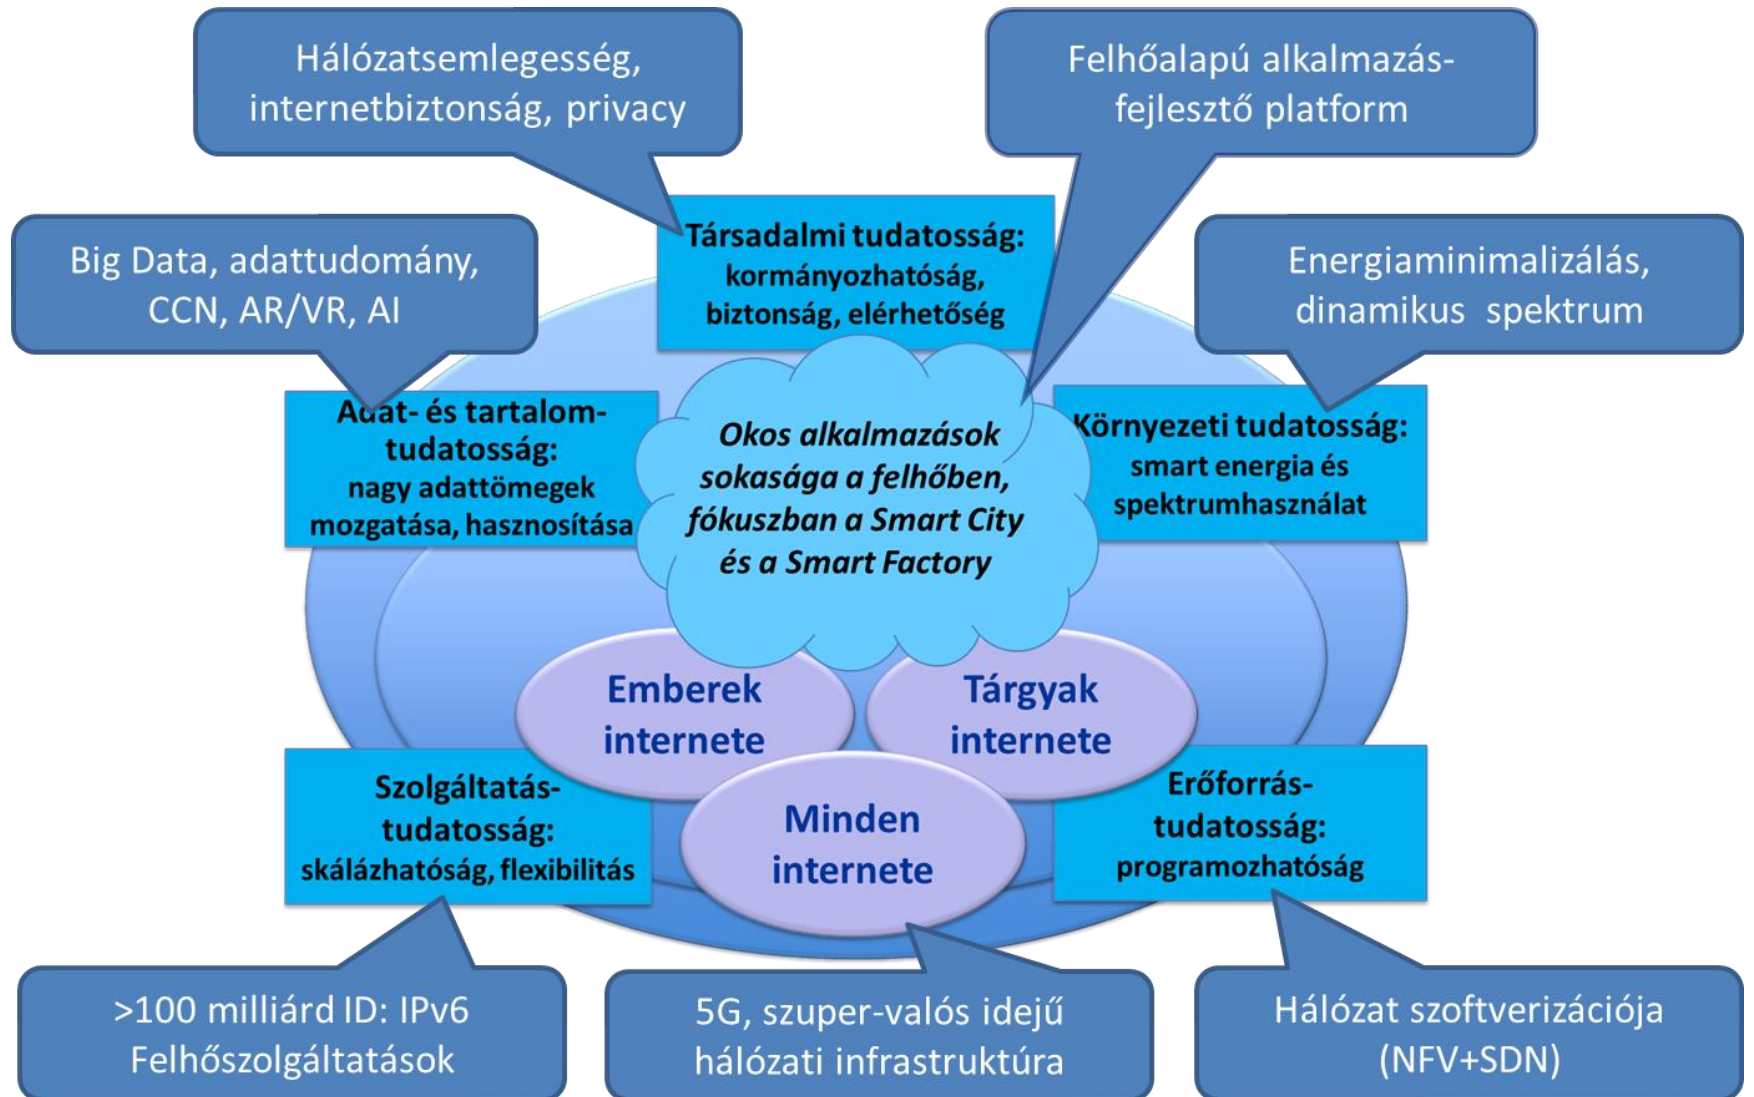 Hálózatsemlegesség,
internetbiztonság, privacy
Felhőalapú alkalmazás-
fejlesztő platform
Társadalmi tudatosság:
kormányozhatóság,
biztonság, elérhetőség
Big Data, adattudomány,
CCN, AR/VR, AI
Energiaminimalizálás,
dinamikus spektrum
Adat- és tartalom-
tudatosság:
nagy adattömegek
mozgatása, hasznosítása
Okos alkalmazások
sokasága a felhőben,
fókuszban a Smart City
és a Smart Factory
Környezeti tudatosság:
smart energia és
spektrumhasználat
Emberek
internete
Tárgyak
internete
Szolgáltatás-
tudatosság:
skálázhatóság, flexibilitás
Minden
internete
Erőforrás-
tudatosság:
programozhatóság
>100 milliárd ID: IPv6
Felhőszolgáltatások
5G, szuper-valós idejű
hálózati infrastruktúra
Hálózat szoftverizációja
(NFV+SDN)